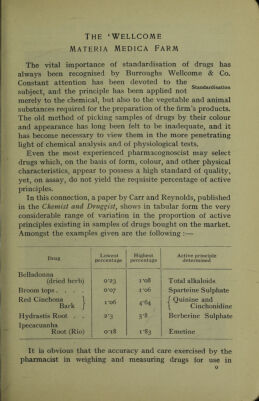 THE 'WELLCOME
MATERIA MEDICA FARM
The vital importance of standardisation of drugs has
always been recognised by Burroughs Wellcome & Co.
Constant attention has been devoted to the
subject, and the principle has been applied not
Standardisation
merely to the chemical, but also to the vegetable and animal
substances required for the preparation of the firm's products.
The old method of picking samples of drugs by their colour
and appearance has long been felt to be inadequate, and it
has become necessary to view them in the more penetrating
light of chemical analysis and of physiological tests.
Even the most experienced pharmacognosist may select
drugs which, on the basis of form, colour, and other physical
characteristics, appear to possess a high standard of quality,
yet, on assay, do not yield the requisite percentage of active
principles.
In this connection, a paper by Carr and Reynolds, published
in the Chemist and Druggist, shows in tabular form the very
considerable range of variation in the proportion of active
principles existing in samples of drugs bought on the market.
Amongst the examples given are the following :—
Drug Lowest percentage Highest percentage Active principle determined
Belladonna
(dried herb) 0·23 1·08 Total alkaloids
Broom tops . . . . 0·07 1·06 Sparteine Sulphate
Red Cinchona Bark } 1·06 4·64 { Quinine and Cinchonidine
Hydrastis Root . . 2·3 5·8 Berberine Sulphate
Ipecacuanha
Root (Rio) 0·18 1·83 Emetine
It is obvious that the accuracy and care exercised by the
pharmacist in weighing and measuring drugs for use in
o